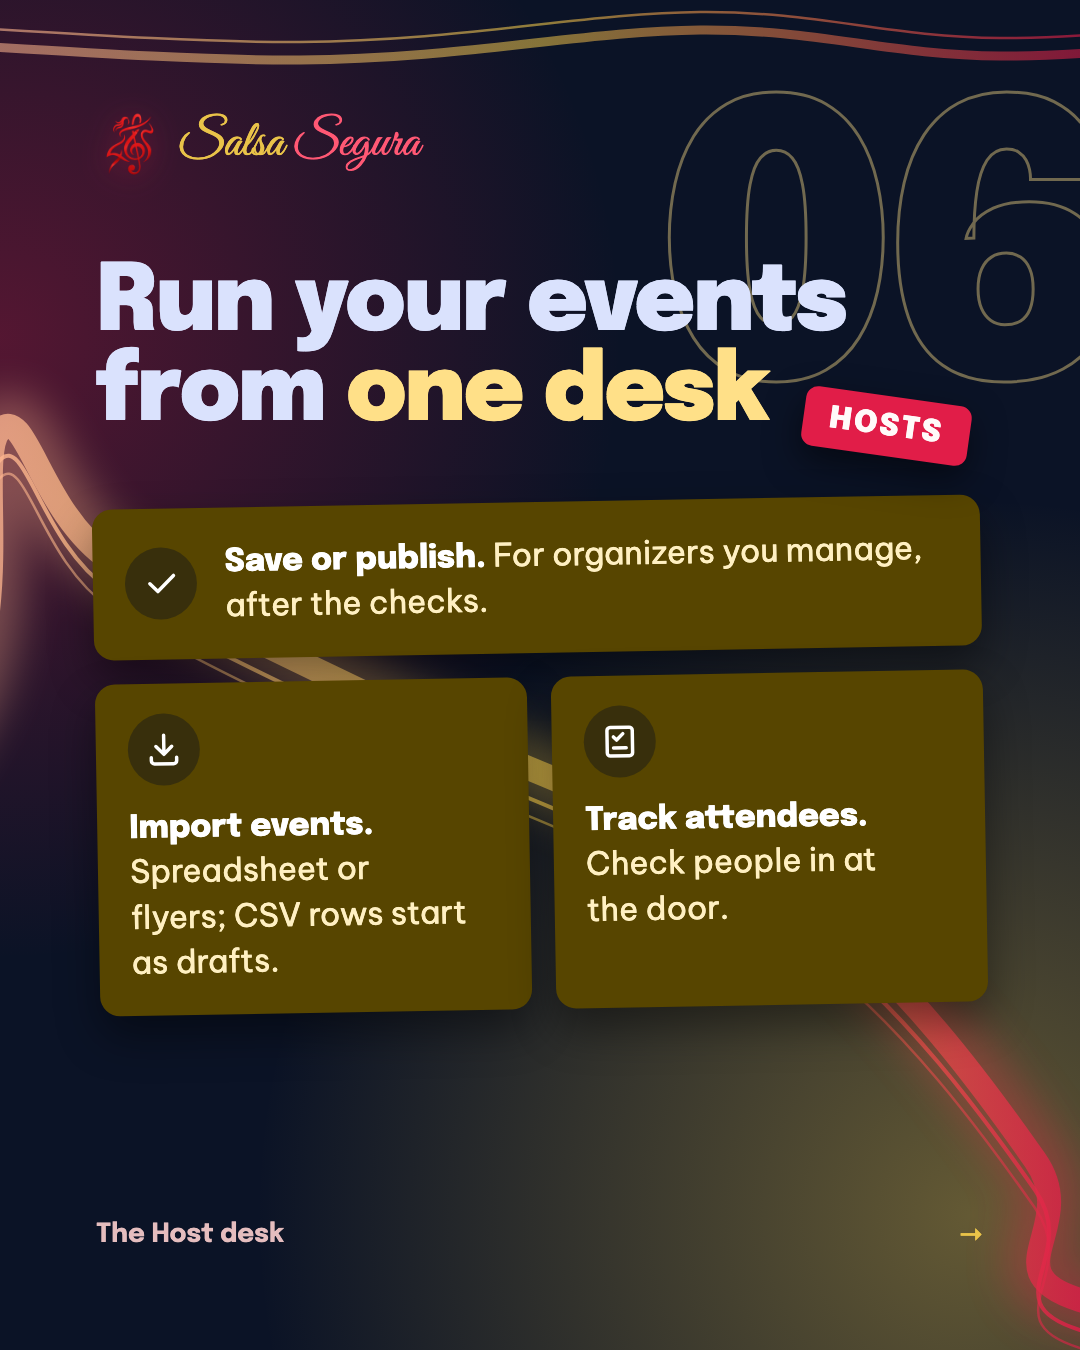 Salsa Segura
06
Run your events
from one desk
HOSTS
Save or publish. For organizers you manage,
after the checks.
Import events.
Spreadsheet or
flyers; CSV rows start
as drafts.
Track attendees.
Check people in at
the door.
The Host desk →